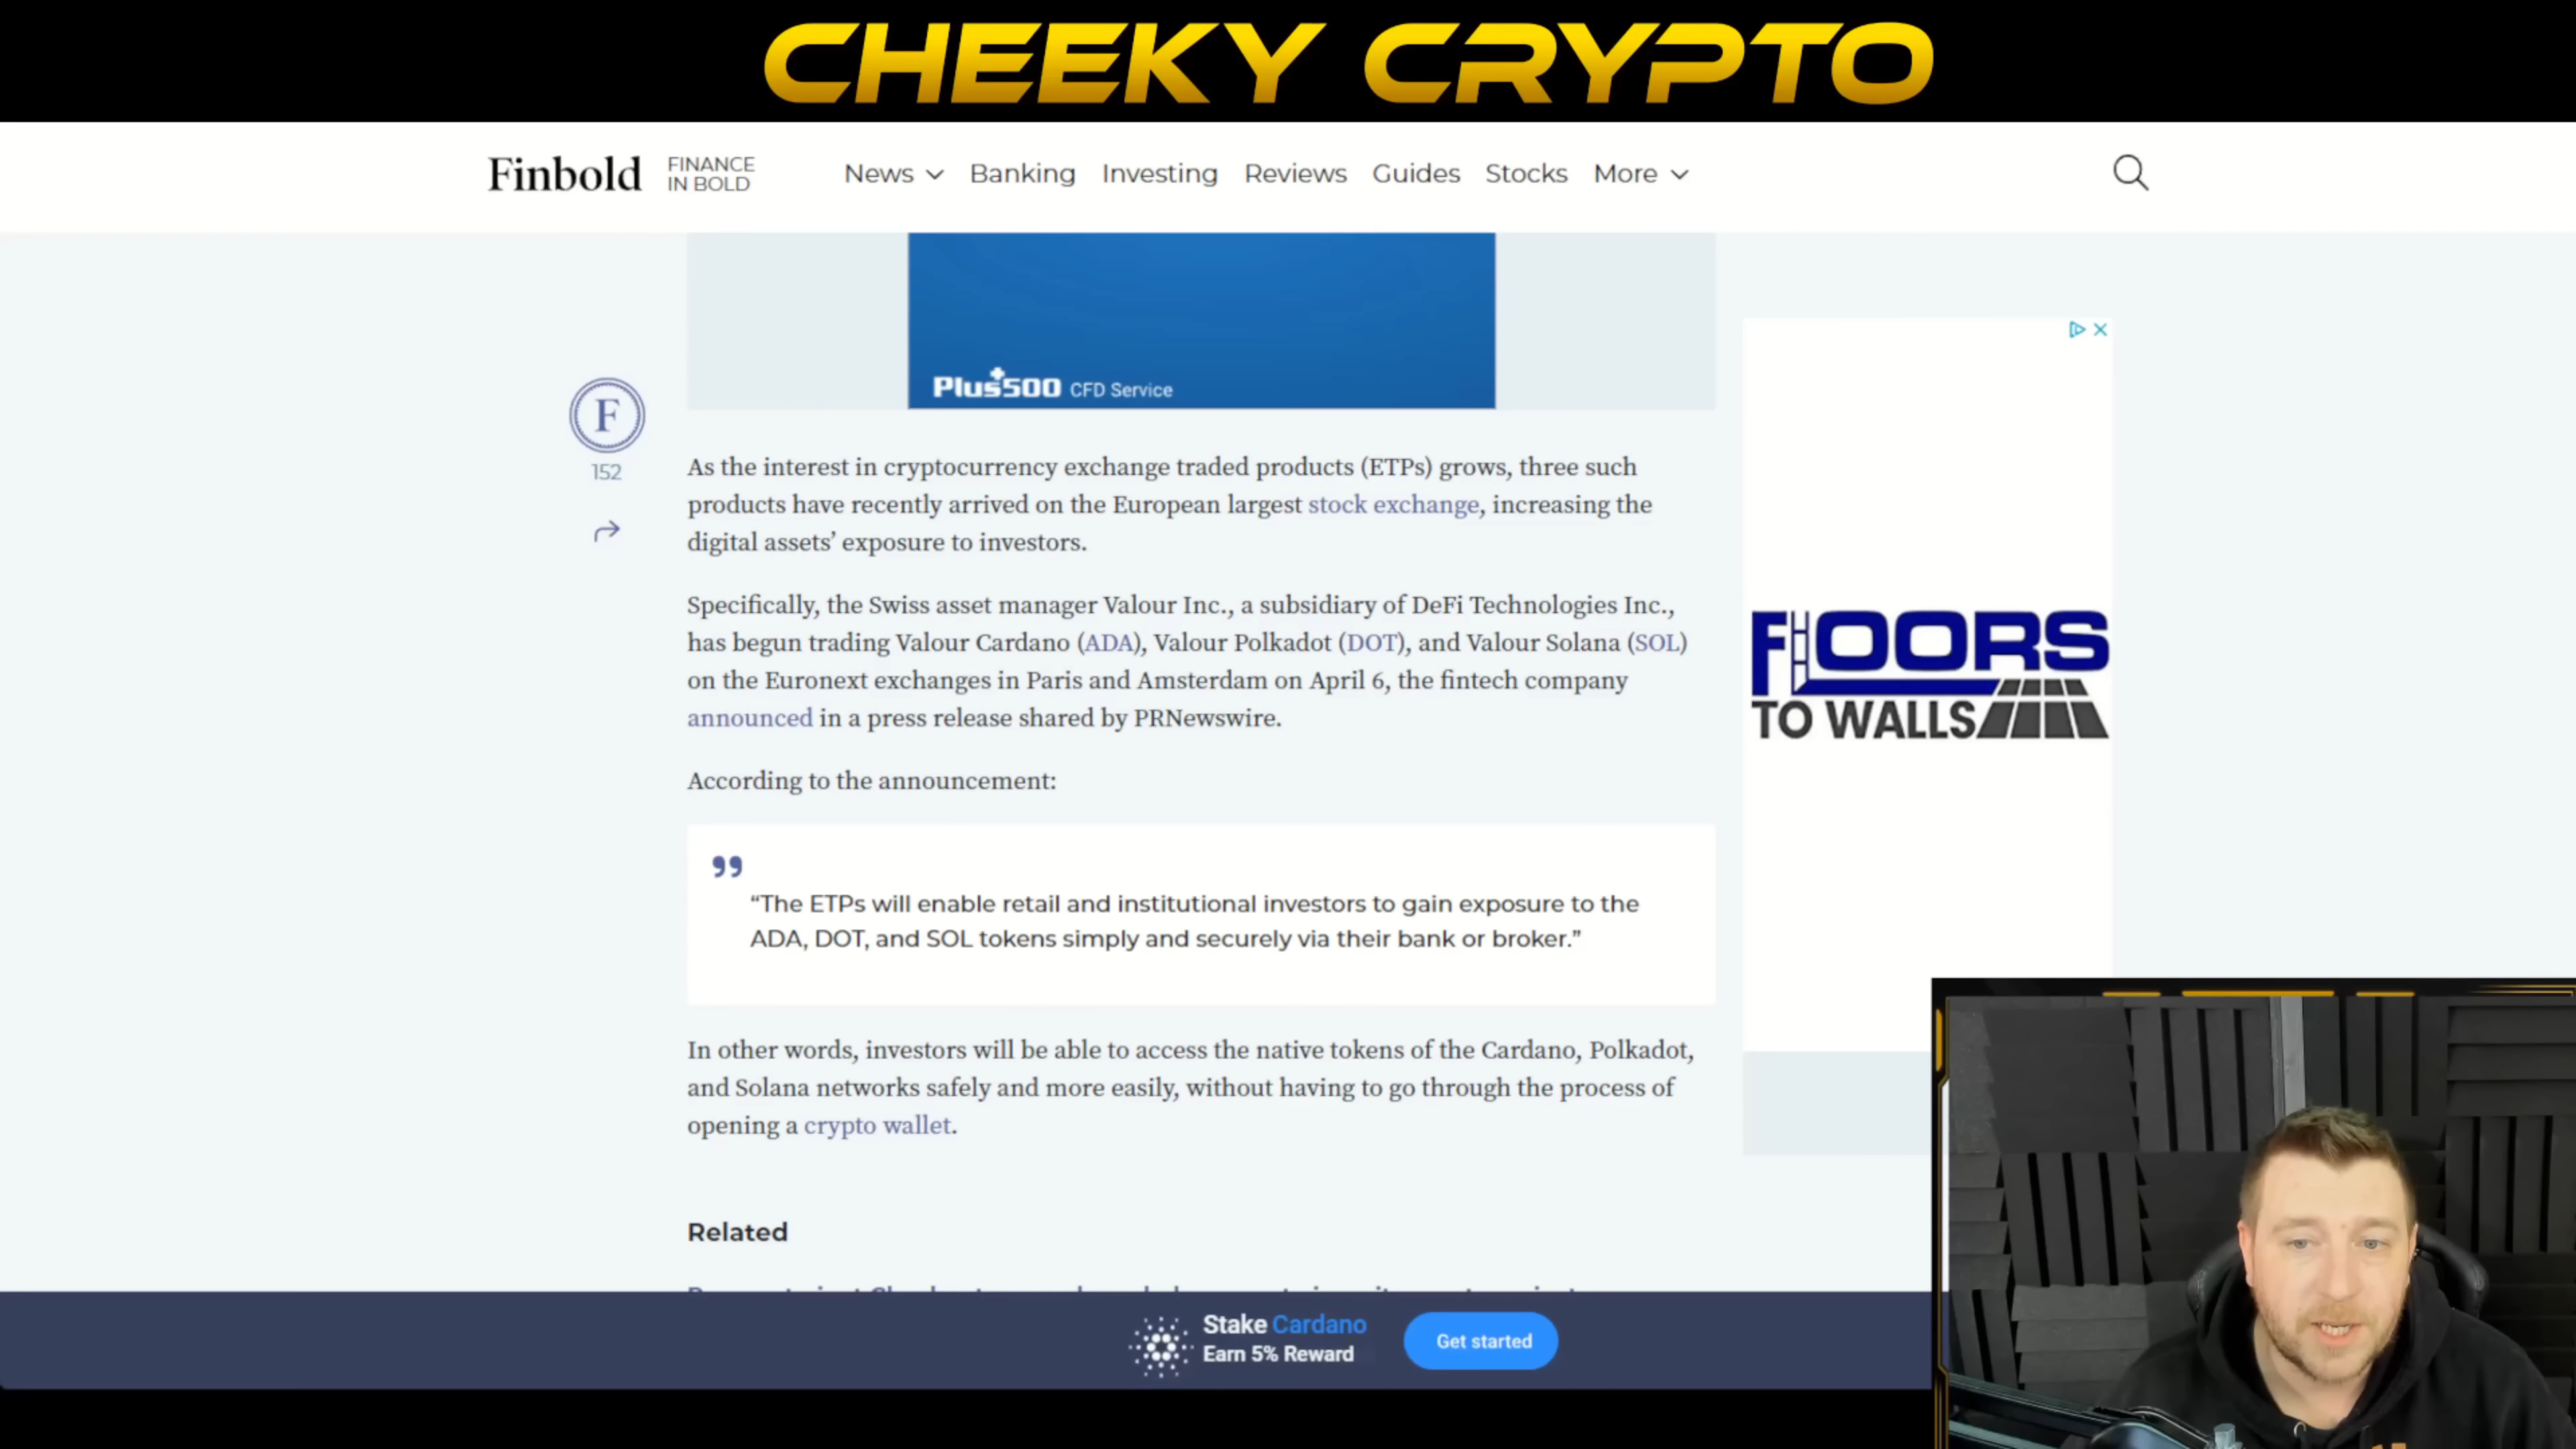 CHEEKY CRYPTO
Finbold
FINANCE
IN BOLD
News Banking Investing Reviews Guides Stocks More
Plus500 CFD Service
F
152
As the interest in cryptocurrency exchange traded products (ETPs) grows, three such
products have recently arrived on the European largest stock exchange, increasing the
digital assets’ exposure to investors.
Specifically, the Swiss asset manager Valour Inc., a subsidiary of DeFi Technologies Inc.,
has begun trading Valour Cardano (ADA), Valour Polkadot (DOT), and Valour Solana (SOL)
on the Euronext exchanges in Paris and Amsterdam on April 6, the fintech company
announced in a press release shared by PRNewswire.
According to the announcement:
“The ETPs will enable retail and institutional investors to gain exposure to the
ADA, DOT, and SOL tokens simply and securely via their bank or broker.”
In other words, investors will be able to access the native tokens of the Cardano, Polkadot,
and Solana networks safely and more easily, without having to go through the process of
opening a crypto wallet.
Related
FLOORS
TO WALLS
Stake Cardano
Earn 5% Reward
Get started